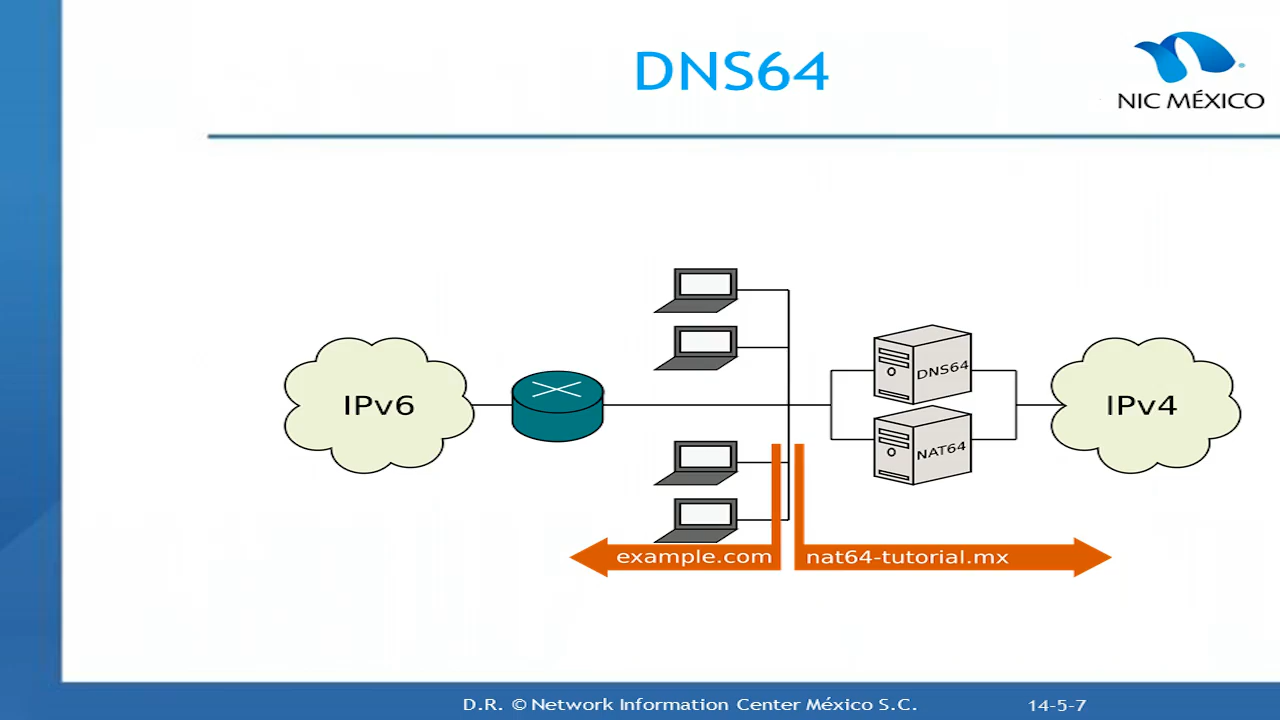 DNS64
NIC MÉXICO
IPv6
DNS64
NAT64
IPv4
example.com
nat64-tutorial.mx
D.R. © Network Information Center México S.C.
14-5-7